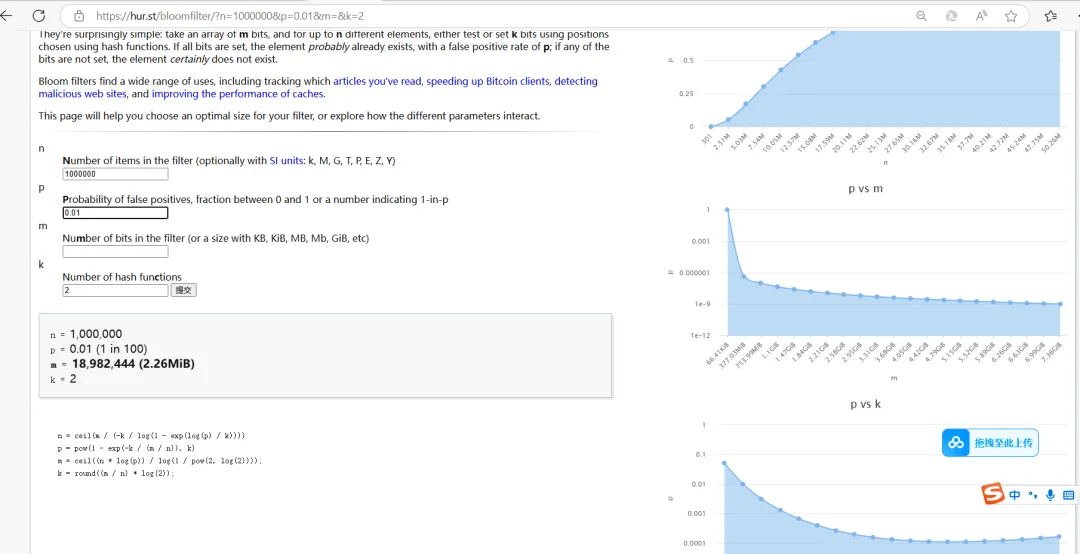 https://hur.st/bloomfilter/?n=1000000&p=0.01&m=&k=2
They're surprisingly simple: take an array of m bits, and for up to n different elements, either test or set k bits using positions
chosen using hash functions. If all bits are set, the element probably already exists, with a false positive rate of p; if any of the
bits are not set, the element certainly does not exist.
Bloom filters find a wide range of uses, including tracking which articles you've read, speeding up Bitcoin clients, detecting
malicious web sites, and improving the performance of caches.
This page will help you choose an optimal size for your filter, or explore how the different parameters interact.
n
Number of items in the filter (optionally with SI units: k, M, G, T, P, E, Z, Y)
1000000
p
Probability of false positives, fraction between 0 and 1 or a number indicating 1-in-p
0.01
m
Number of bits in the filter (or a size with KB, KiB, MB, Mb, GiB, etc)
k
Number of hash functions
2 提交
n = 1,000,000
p = 0.01 (1 in 100)
m = 18,982,444 (2.26MiB)
k = 2
n = ceil(m / (-k / log(1 - exp(log(p) / k))))
p = pow(1 - exp(-k / (m / n)), k)
m = ceil((n * log(p)) / log(1 / pow(2, log(2))));
k = round((m / n) * log(2));
p
0.5
0.25
0
301 2.51M 5.03M 7.54M 10.05M 12.57M 15.08M 17.59M 20.11M 22.62M 25.13M 27.65M 30.16M 32.67M 35.18M 37.7M 40.21M 42.72M 45.24M 47.75M 50.26M
n
p vs m
1
0.001
p
0.000001
1e-9
1e-12
66.41KiB 377.03MiB 753.99MiB 1.1GiB 1.47GiB 1.84GiB 2.21GiB 2.58GiB 2.95GiB 3.31GiB 3.68GiB 4.05GiB 4.42GiB 4.79GiB 5.15GiB 5.52GiB 5.89GiB 6.26GiB 6.63GiB 6.99GiB 7.36GiB
m
p vs k
1
0.1
0.01
p
0.001
0.0001
拖拽至此上传
中